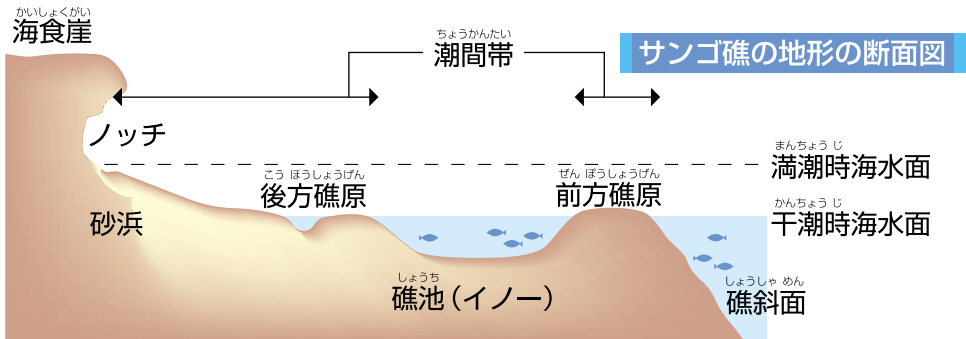 サンゴ礁の地形の断面図
かいしょくがい
海食崖
ちょうかんたい
潮間帯
ノッチ
まんちょう じ
満潮時海水面
こう ほうしょうげん
後方礁原
ぜん ぽうしょうげん
前方礁原
かんちょう じ
干潮時海水面
砂浜
しょうち
礁池（イノー）
しょうしゃ めん
礁斜面